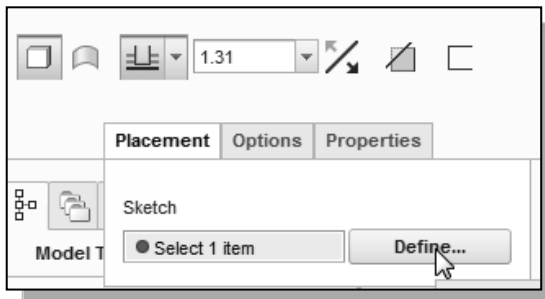 1.31
Placement Options Properties
Sketch
Select 1 item Define...
Model T